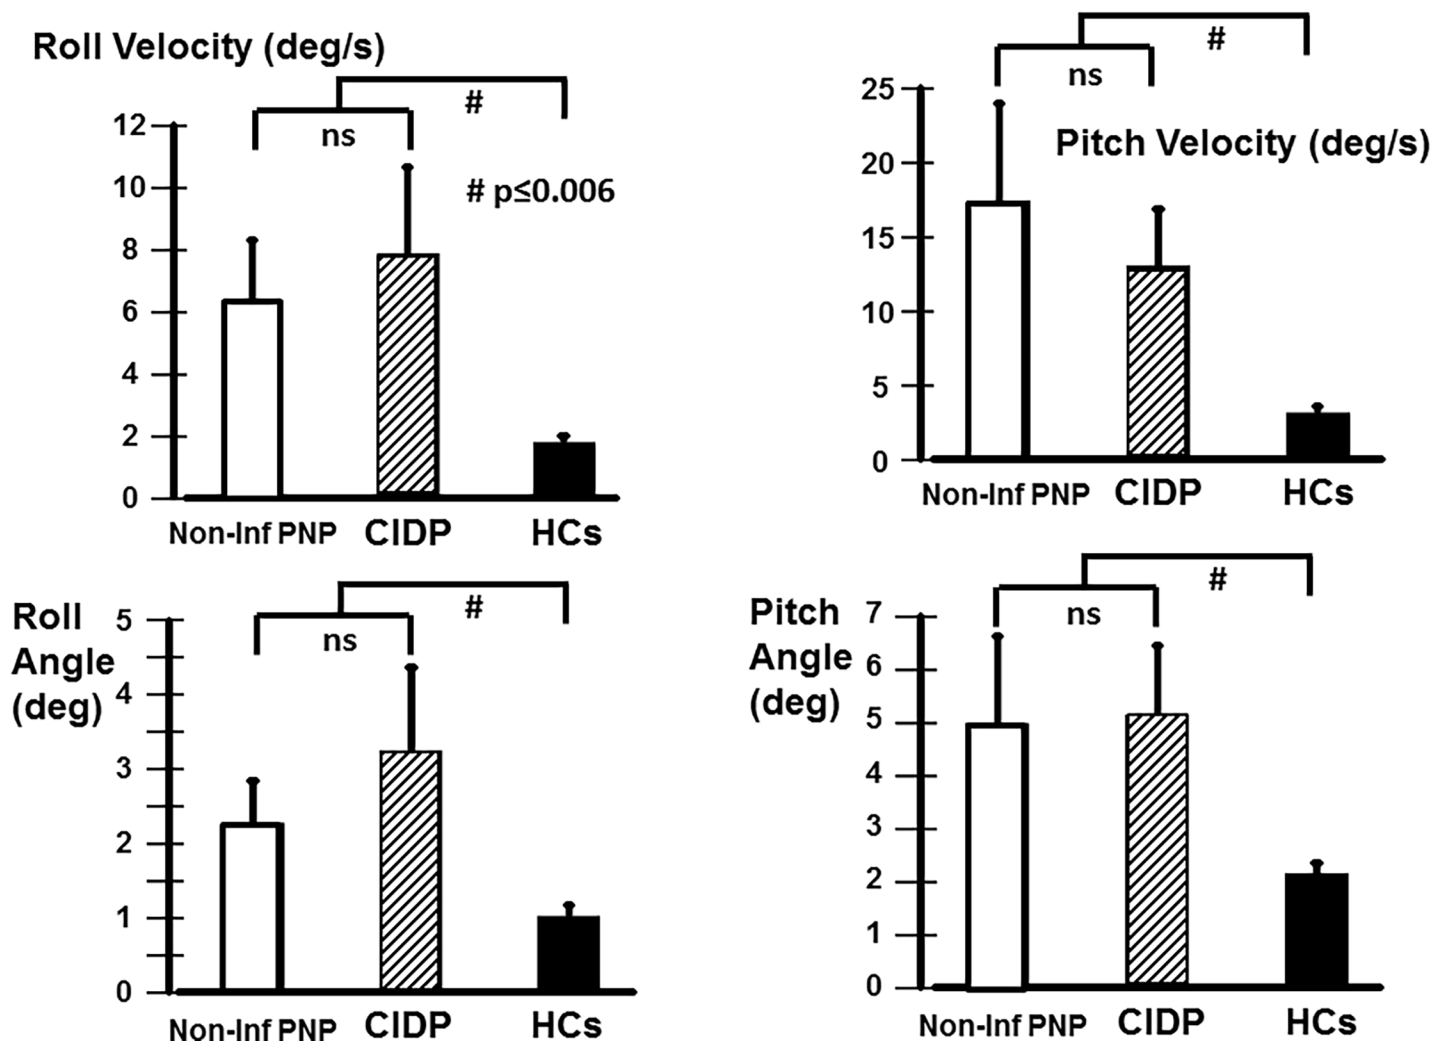 Roll Velocity (deg/s)
#
ns
# p≤0.006
12
10
8
6
4
2
0
Non-Inf PNP CIDP HCs
#
ns
Pitch Velocity (deg/s)
25
20
15
10
5
0
Non-Inf PNP CIDP HCs
Roll
Angle
(deg)
#
ns
5
4
3
2
1
0
Non-Inf PNP CIDP HCs
Pitch
Angle
(deg)
#
ns
7
6
5
4
3
2
1
0
Non-Inf PNP CIDP HCs